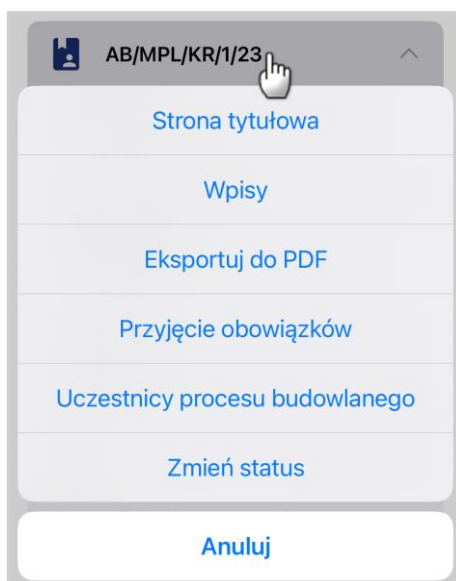 AB/MPL/KR/1/23
Strona tytułowa
Wpisy
Eksportuj do PDF
Przyjęcie obowiązków
Uczestnicy procesu budowlanego
Zmień status
Anuluj